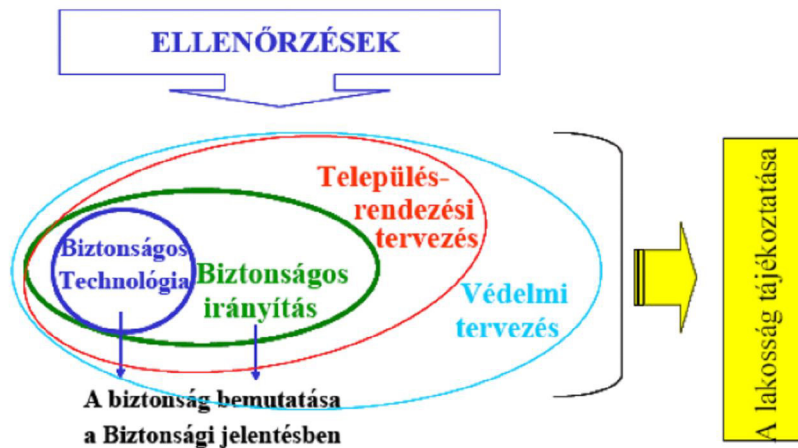 ELLENŐRZÉSEK
Település-
rendezési
tervezés
Biztonságos
Technológia
Biztonságos
irányítás
Védelmi
tervezés
A biztonság bemutatása
a Biztonsági jelentésben
A lakosság tájékoztatása